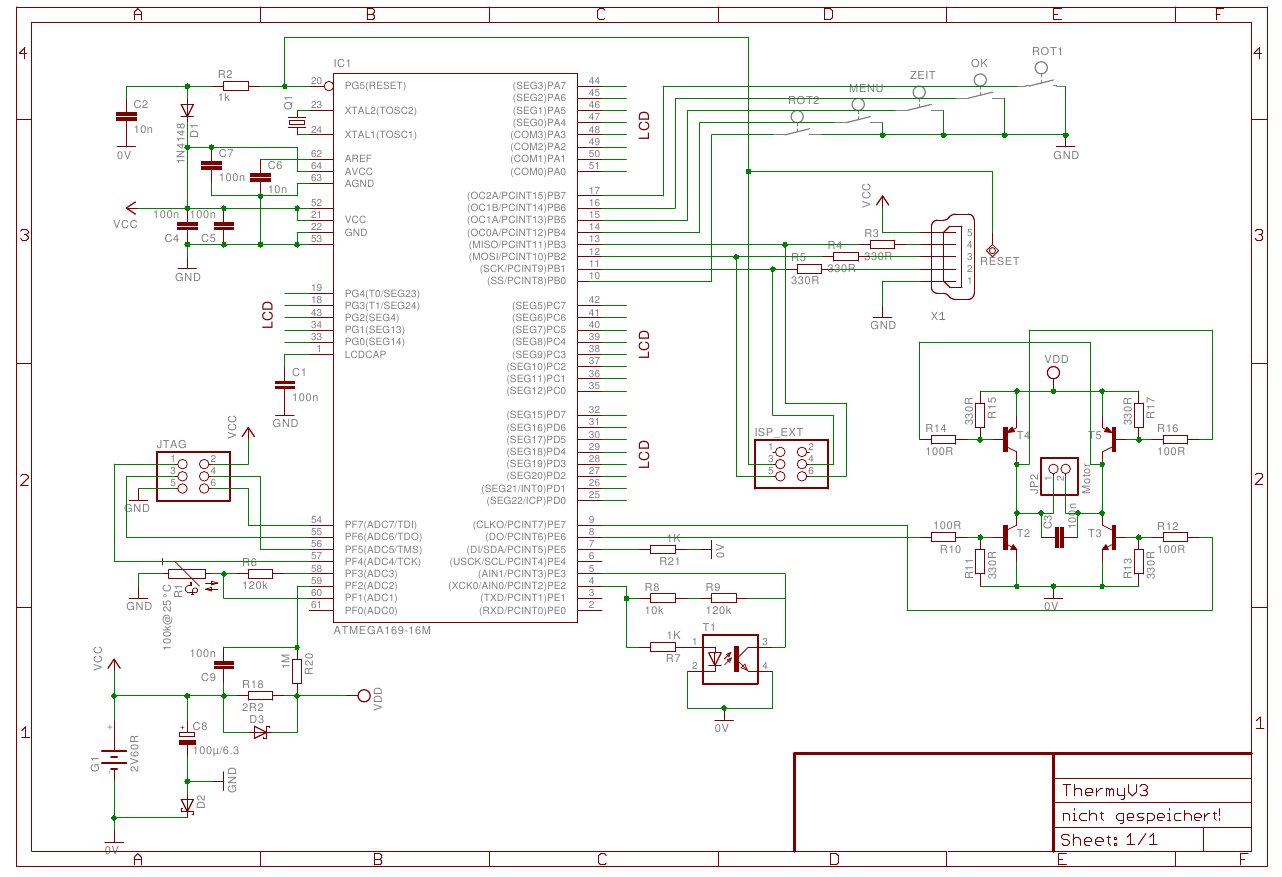 A B C D E F
4 4
3 3
2 2
1 1
A B C D E F
IC1
R2
1k
C2
10n
0V
1N4148
D1
Q1
C7
100n
C6
10n
VCC
100n
100n
C4
C5
GND
20 PG5(RESET)
23 XTAL2(TOSC2)
24 XTAL1(TOSC1)
62 AREF
64 AVCC
63 AGND
52
21 VCC
22 GND
53
LCD
19 PG4(T0/SEG23)
18 PG3(T1/SEG24)
43 PG2(SEG4)
34 PG1(SEG13)
33 PG0(SEG14)
1 LCDCAP
C1
100n
GND
JTAG
VCC
1 2
3 4
5 6
GND
54 PF7(ADC7/TDI)
55 PF6(ADC6/TDO)
56 PF5(ADC5/TMS)
57 PF4(ADC4/TCK)
58 PF3(ADC3)
59 PF2(ADC2)
60 PF1(ADC1)
61 PF0(ADC0)
ATMEGA169-16M
(SEG3)PA7 44
(SEG2)PA6 45
(SEG1)PA5 46
(SEG0)PA4 47
(COM3)PA3 48
(COM2)PA2 49
(COM1)PA1 50
(COM0)PA0 51
LCD
(OC2A/PCINT15)PB7 17
(OC1B/PCINT14)PB6 16
(OC1A/PCINT13)PB5 15
(OC0A/PCINT12)PB4 14
(MISO/PCINT11)PB3 13
(MOSI/PCINT10)PB2 12
(SCK/PCINT9)PB1 11
(SS/PCINT8)PB0 10
(SEG5)PC7 42
(SEG6)PC6 41
(SEG7)PC5 40
(SEG8)PC4 39
(SEG9)PC3 38
(SEG10)PC2 37
(SEG11)PC1 36
(SEG12)PC0 35
LCD
(SEG15)PD7 32
(SEG16)PD6 31
(SEG17)PD5 30
(SEG18)PD4 29
(SEG19)PD3 28
(SEG20)PD2 27
(SEG21/INT0)PD1 26
(SEG22/ICP)PD0 25
LCD
(CLKO/PCINT7)PE7 9
(DO/PCINT6)PE6 8
(DI/SDA/PCINT5)PE5 7
(USCK/SCL/PCINT4)PE4 6
(AIN1/PCINT3)PE3 5
(XCK0/AIN0/PCINT2)PE2 4
(TXD/PCINT1)PE1 3
(RXD/PCINT0)PE0 2
ROT2
MENU
ZEIT
OK
ROT1
GND
VCC
R3
330R
R4
330R
R5
330R
5
4
3
2
1
X1
GND
RESET
ISP_EXT
1 2
3 4
5 6
VDD
330R
R15
330R
R17
R14
100R
T4
T5
R16
100R
JP2
1
2
Motor
C3
100n
100R
R10
T2
T3
R12
100R
R11
330R
R13
330R
0V
1K
R21
0V
R8
10k
R9
120k
1K
R7
T1
1
2
3
4
0V
R6
120k
R1
100k@25°C
GND
VCC
100n
C9
1M
R20
R18
2R2
D3
VDD
G1
2V60R
C8
100µ/6.3
GND
D2
0V
ThermyV3
nicht gespeichert!
Sheet: 1/1